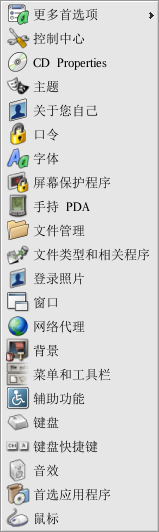 更多首选项
控制中心
CD Properties
主题
关于您自己
口令
字体
屏幕保护程序
手持 PDA
文件管理
文件类型和相关程序
登录照片
窗口
网络代理
背景
菜单和工具栏
辅助功能
键盘
键盘快捷键
音效
首选应用程序
鼠标